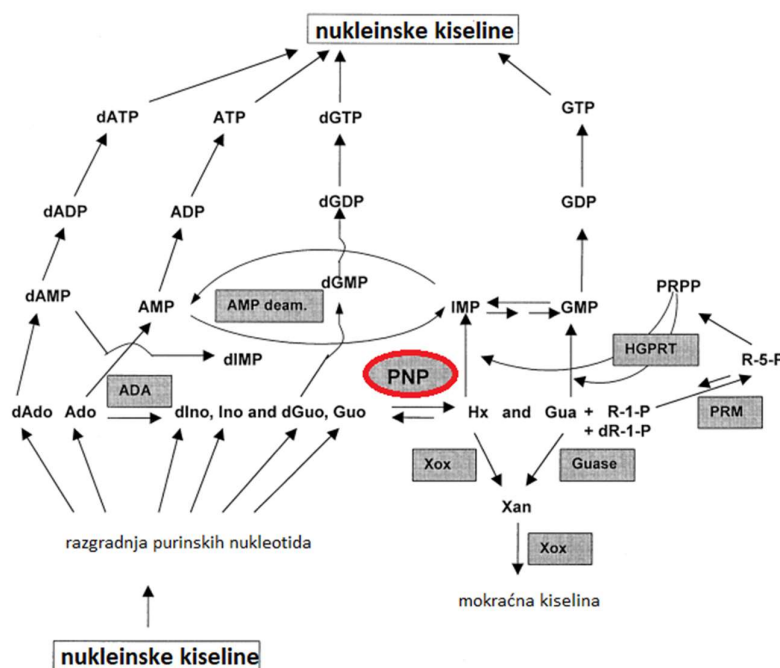 nukleinske kiseline
dATP ATP dGTP GTP
dADP ADP dGDP GDP
dAMP AMP AMP deam. dGMP IMP GMP PRPP
dIMP PNP HGPRT R-5-P
ADA
dAdo Ado dIno, Ino and dGuo, Guo Hx and Gua + R-1-P PRM
+ dR-1-P
Xox Guase
Xan
razgradnja purinskih nukleotida Xox
mokraćna kiselina
nukleinske kiseline